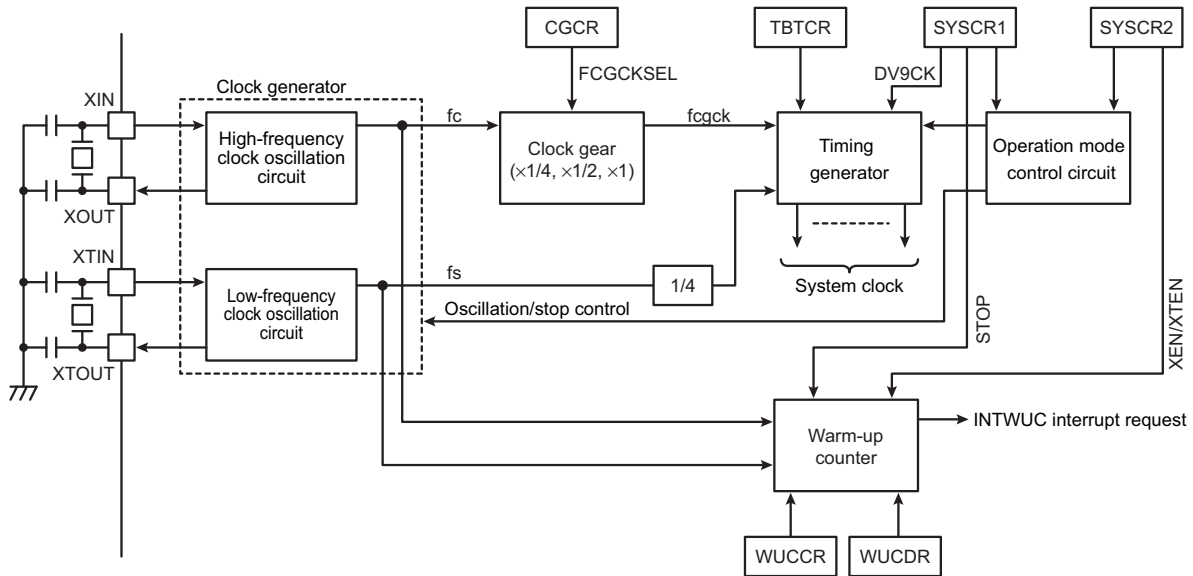 CGCR
TBTCR
SYSCR1
SYSCR2
FCGCKSEL
DV9CK
Clock generator
XIN
High-frequency
clock oscillation
circuit
fc
Clock gear
(×1/4, ×1/2, ×1)
fcgck
Timing
generator
Operation mode
control circuit
XOUT
XTIN
Low-frequency
clock oscillation
circuit
fs
1/4
System clock
Oscillation/stop control
STOP
XEN/XTEN
XTOUT
Warm-up
counter
INTWUC interrupt request
WUCCR
WUCDR